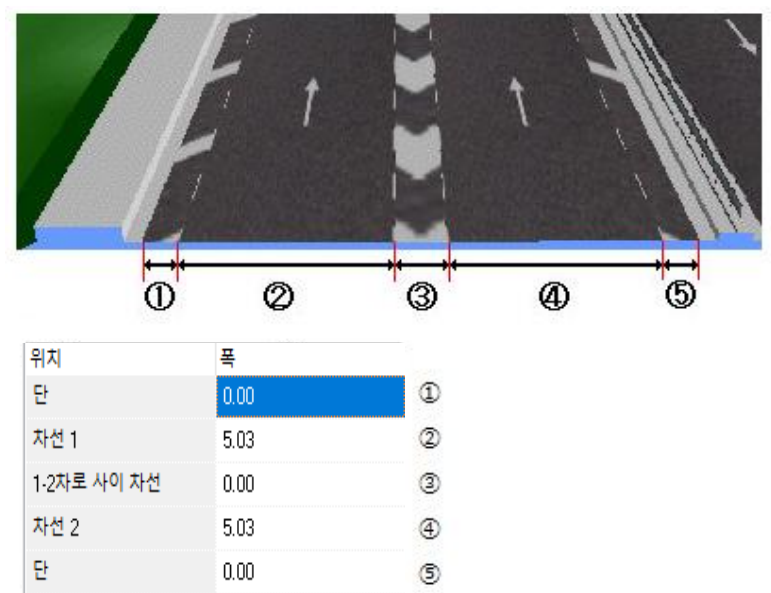 ① ② ③ ④ ⑤
위치 폭
단 0.00 ①
차선 1 5.03 ②
1-2차로 사이 차선 0.00 ③
차선 2 5.03 ④
단 0.00 ⑤